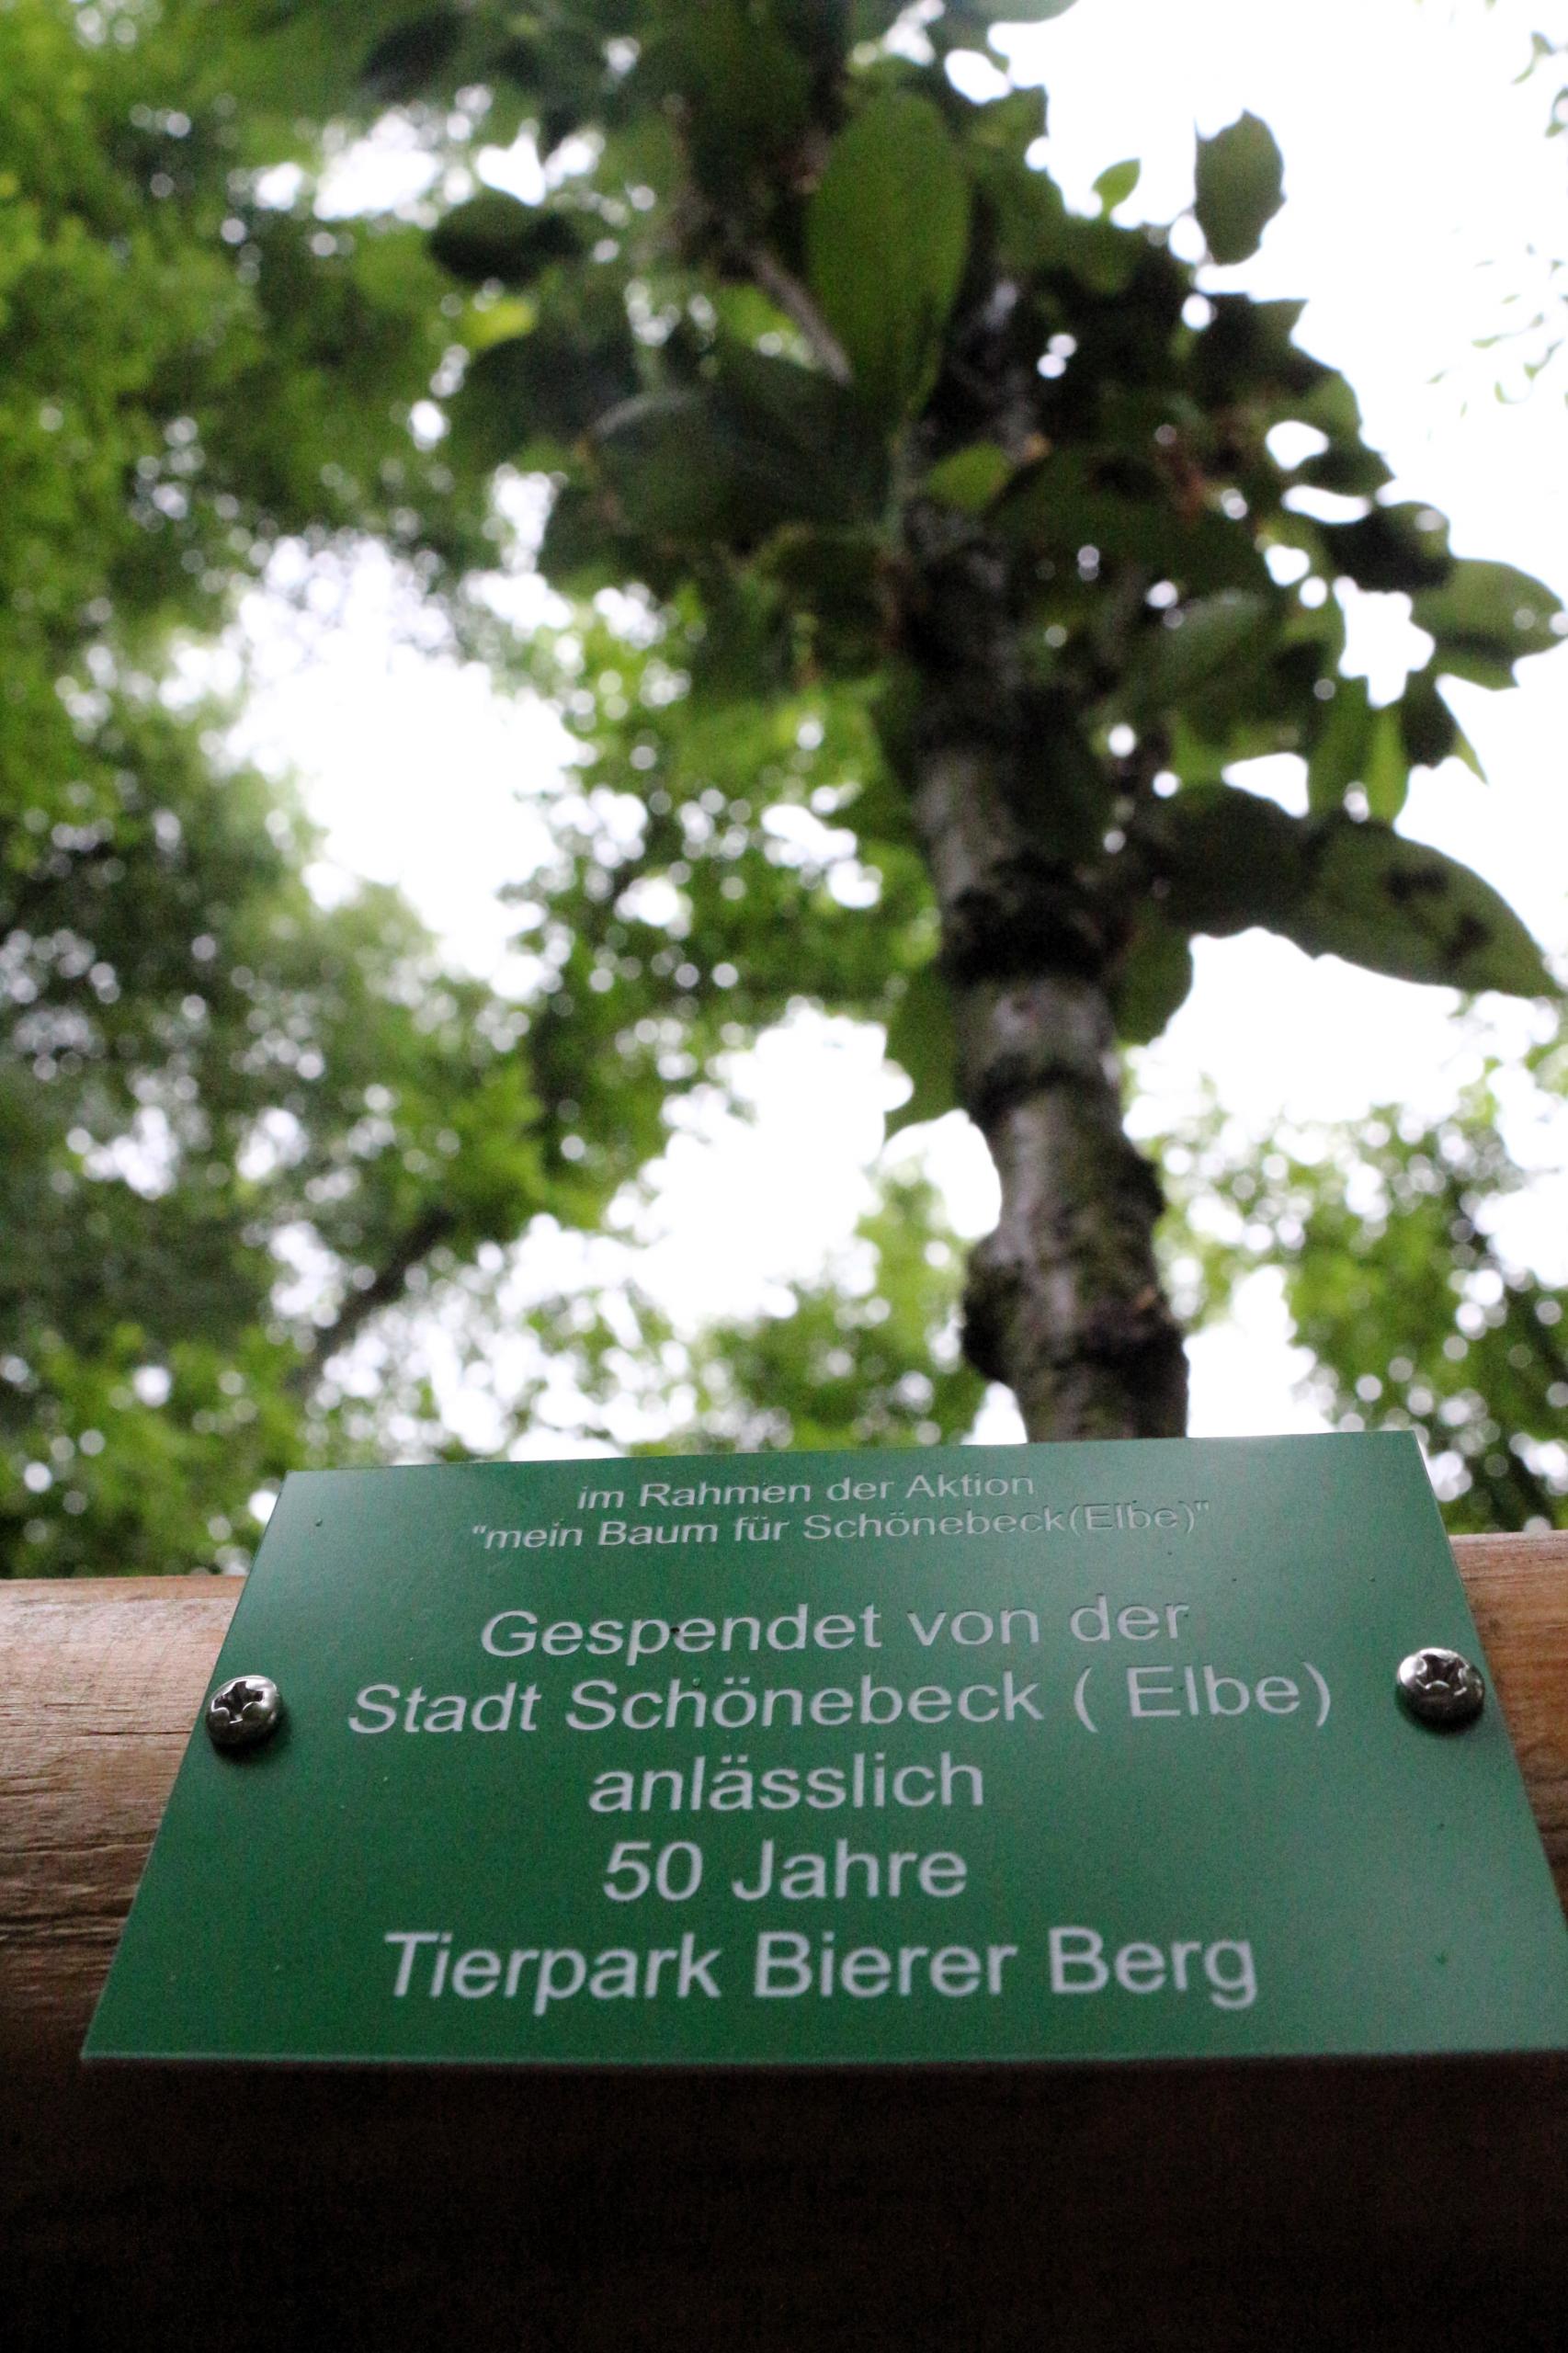 im Rahmen der Aktion
"mein Baum für Schönebeck(Elbe)"
Gespendet von der
Stadt Schönebeck ( Elbe)
anlässlich
50 Jahre
Tierpark Bierer Berg